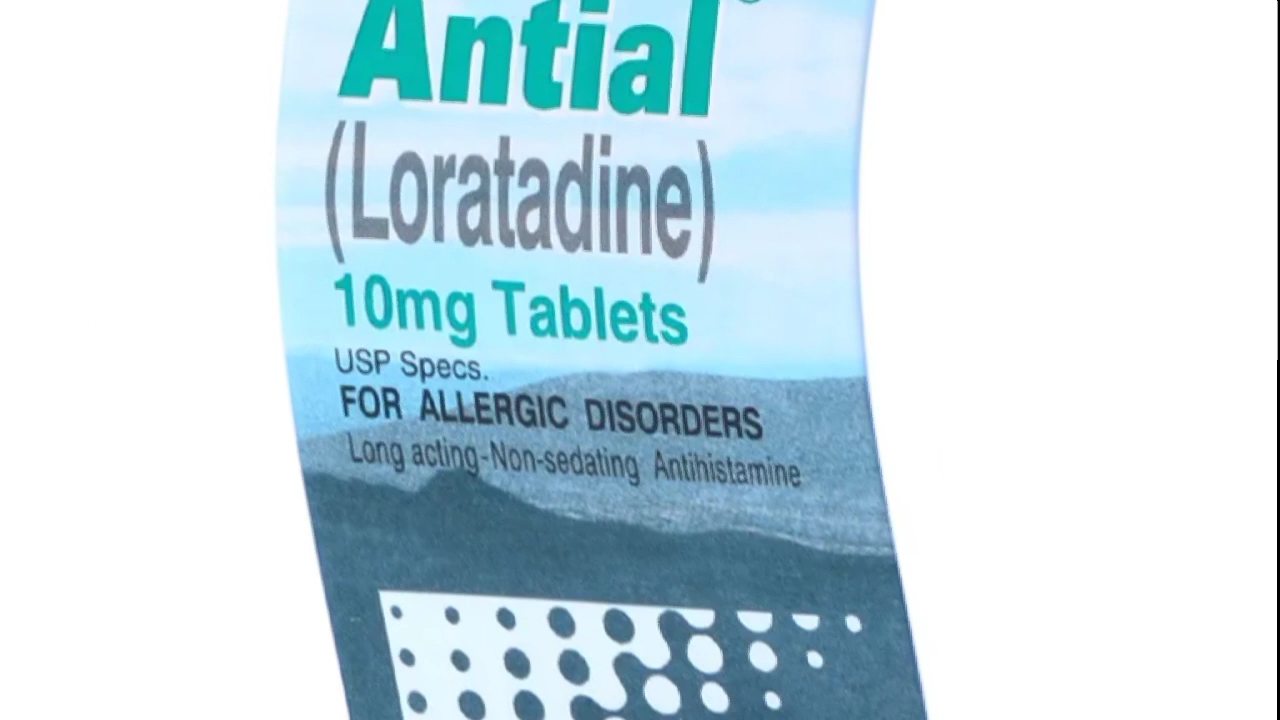 Antial®
(Loratadine)
10mg Tablets
USP Specs.
FOR ALLERGIC DISORDERS
Long acting-Non-sedating Antihistamine